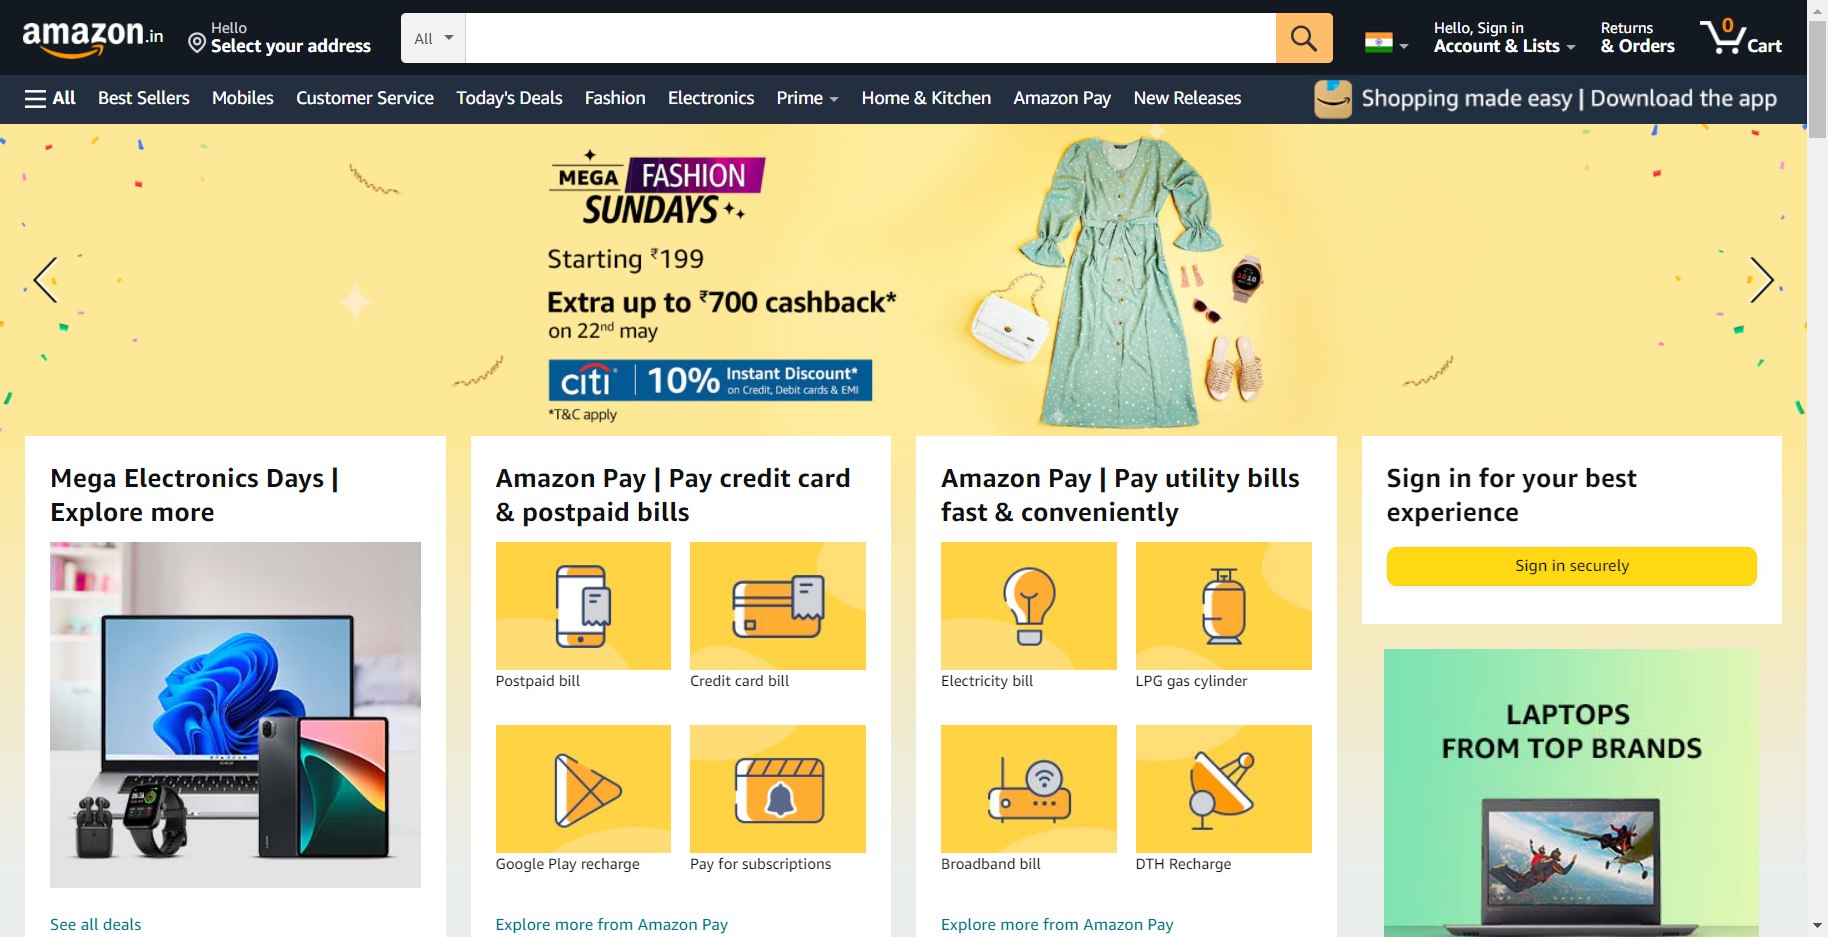 amazon.in
Hello
Select your address
All
Hello, Sign in
Account & Lists
Returns
& Orders
0
Cart
All
Best Sellers
Mobiles
Customer Service
Today's Deals
Fashion
Electronics
Prime
Home & Kitchen
Amazon Pay
New Releases
Shopping made easy | Download the app
MEGA FASHION
SUNDAYS
Starting ₹199
Extra up to ₹700 cashback*
on 22nd may
citi 10% Instant Discount*
on Credit, Debit cards & EMI
*T&C apply
Mega Electronics Days |
Explore more
See all deals
Amazon Pay | Pay credit card
& postpaid bills
Postpaid bill
Credit card bill
Google Play recharge
Pay for subscriptions
Explore more from Amazon Pay
Amazon Pay | Pay utility bills
fast & conveniently
Electricity bill
LPG gas cylinder
Broadband bill
DTH Recharge
Explore more from Amazon Pay
Sign in for your best
experience
Sign in securely
LAPTOPS
FROM TOP BRANDS